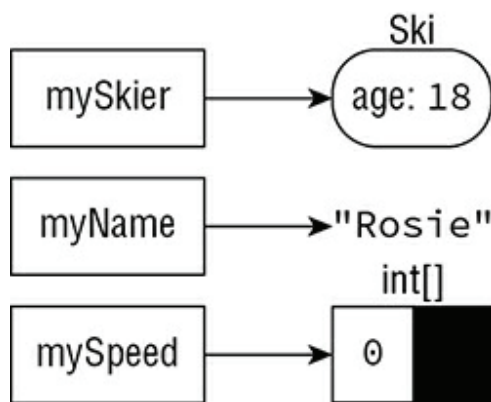 Ski
mySkier
age: 18
myName
"Rosie"
int[]
mySpeed
0